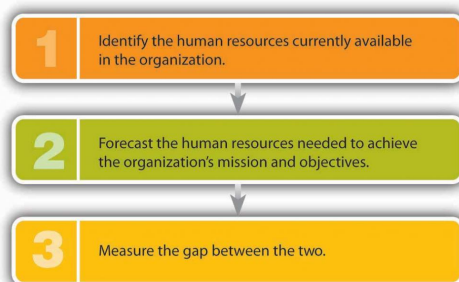 1
Identify the human resources currently available
in the organization.
2
Forecast the human resources needed to achieve
the organization's mission and objectives.
3
Measure the gap between the two.